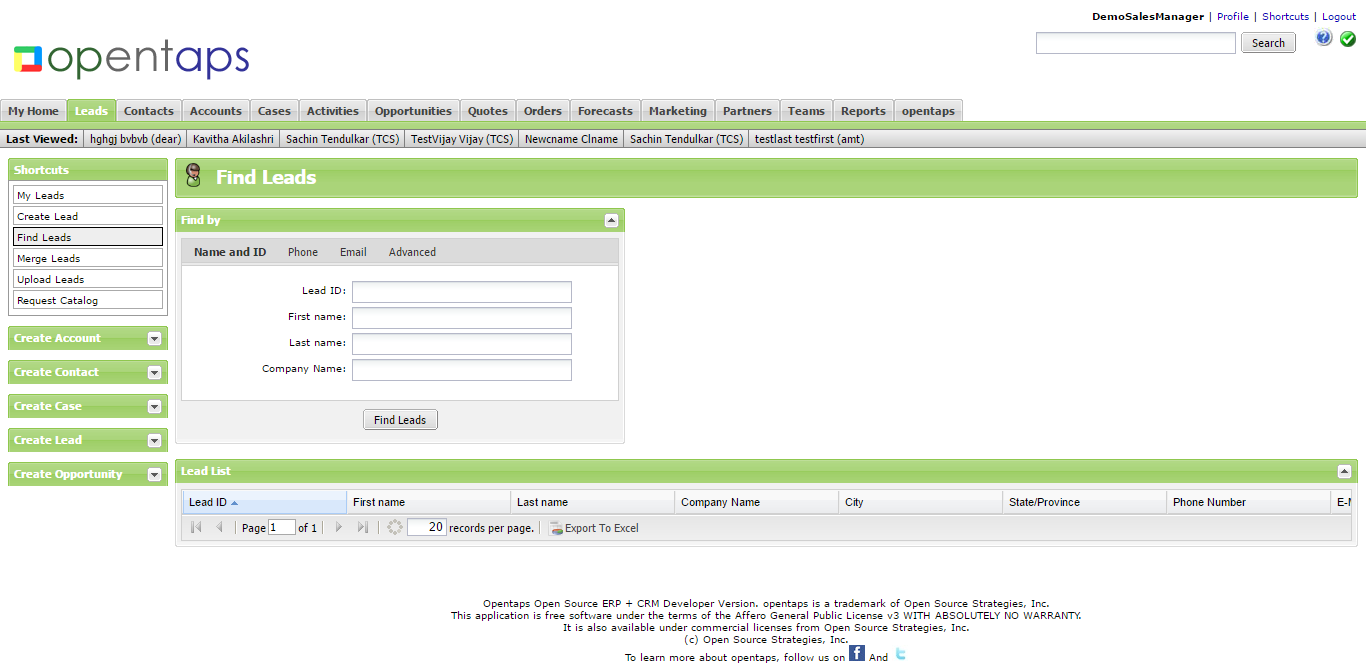 DemoSalesManager | Profile | Shortcuts | Logout
opentaps
Search
My Home Leads Contacts Accounts Cases Activities Opportunities Quotes Orders Forecasts Marketing Partners Teams Reports opentaps
Last Viewed: hghgj bvbvb (dear) Kavitha Akilashri Sachin Tendulkar (TCS) TestVijay Vijay (TCS) Newcname Clname Sachin Tendulkar (TCS) testlast testfirst (amt)
Shortcuts
My Leads
Create Lead
Find Leads
Merge Leads
Upload Leads
Request Catalog
Create Account
Create Contact
Create Case
Create Lead
Create Opportunity
Find Leads
Find by
Name and ID Phone Email Advanced
Lead ID:
First name:
Last name:
Company Name:
Find Leads
Lead List
Lead ID First name Last name Company Name City State/Province Phone Number E-M
Page 1 of 1 20 records per page. Export To Excel
Opentaps Open Source ERP + CRM Developer Version. opentaps is a trademark of Open Source Strategies, Inc.
This application is free software under the terms of the Affero General Public License v3 WITH ABSOLUTELY NO WARRANTY.
It is also available under commercial licenses from Open Source Strategies, Inc.
(c) Open Source Strategies, Inc.
To learn more about opentaps, follow us on f And t